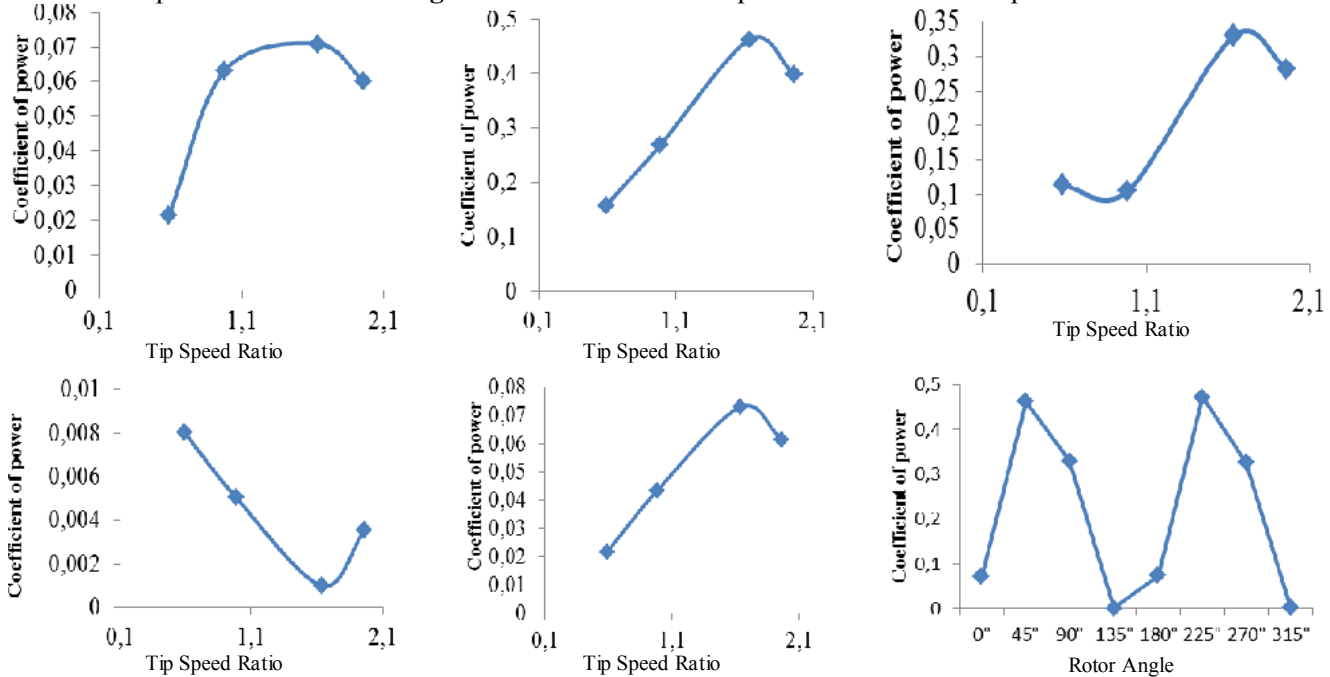 Coefficient of power
0,08
0,07
0,06
0,05
0,04
0,03
0,02
0,01
0
0,1 1,1 2,1
Tip Speed Ratio
Coefficient of power
0,5
0,4
0,3
0,2
0,1
0
0,1 1,1 2,1
Tip Speed Ratio
Coefficient of power
0,35
0,3
0,25
0,2
0,15
0,1
0,05
0
0,1 1,1 2,1
Tip Speed Ratio
Coefficient of power
0,01
0,008
0,006
0,004
0,002
0
0,1 1,1 2,1
Tip Speed Ratio
Coefficient of power
0,08
0,07
0,06
0,05
0,04
0,03
0,02
0,01
0
0,1 1,1 2,1
Tip Speed Ratio
Coefficient of power
0,5
0,4
0,3
0,2
0,1
0
0° 45° 90° 135° 180° 225° 270° 315°
Rotor Angle